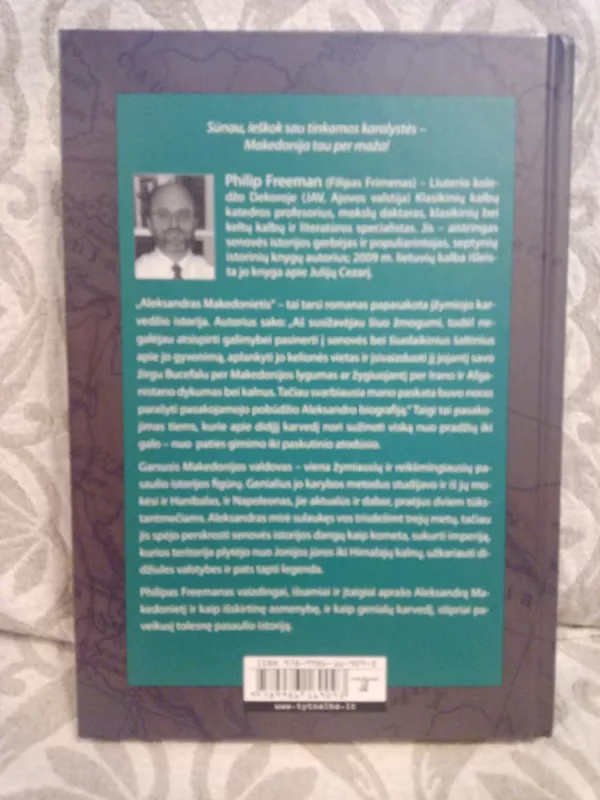 Sūnau, ieškok sau tinkamos karalystės –
Makedonija tau per maža!
Philip Freeman (Filipas Frimenas) – Liuterio kole-
džo Dekoroje (JAV, Ajovos valstija) Klasikinių kalbų
katedros profesorius, mokslų daktaras, klasikinių bei
keltų kalbų ir literatūros specialistas. Jis – aistringas
senovės istorijos gerbėjas ir populiarintojas, septynių
istorinių knygų autorius; 2009 m. lietuvių kalba išleis-
ta jo knyga apie Julijų Cezarį.
„Aleksandras Makedonietis“ – tai tarsi romanas papasakota įžymiojo kar-
vedžio istorija. Autorius sako: „Aš susižavėjau šiuo žmogumi, todėl ne-
galėjau atsispirti galimybei pasinerti į senovės bei šiuolaikinius šaltinius
apie jo gyvenimą, aplankyti jo kelionės vietas ir įsivaizduoti jį jojantį savo
žirgu Bucefalu per Makedonijos lygumas ar žygiuojantį per Irano ir Afga-
nistano dykumas bei kalnus. Tačiau svarbiausia mano paskata buvo noras
parašyti pasakojamojo pobūdžio Aleksandro biografiją.“ Taigi tai pasako-
jimas tiems, kurie apie didįjį karvedį nori sužinoti viską nuo pradžių iki
galo – nuo paties gimimo iki paskutinio atodūsio.
Garsusis Makedonijos valdovas – viena žymiausių ir reikšmingiausių pa-
saulio istorijos figūrų. Genialius jo karybos metodus studijavo ir iš jų mo-
kėsi ir Hanibalas, ir Napoleonas, jie aktualūs ir dabar, praėjus dviem tūks-
tantmečiams. Aleksandras mirė sulaukęs vos trisdešimt trejų metų, tačiau
jis spėjo perskrosti senovės istorijos dangų kaip kometa, sukurti imperiją,
kurios teritorija plytėjo nuo Jonijos jūros iki Himalajų kalnų, užkariauti di-
džiules valstybes ir pats tapti legenda.
Philipas Freemanas vaizdingai, išsamiai ir įtaigiai aprašo Aleksandrą Ma-
kedonietį ir kaip išskirtinę asmenybę, ir kaip genialų karvedį, stipriai pa-
veikusį tolesnę pasaulio istoriją.
ISBN 978-9986-16-909-3
9 789986 169093
www.tytoalba.lt